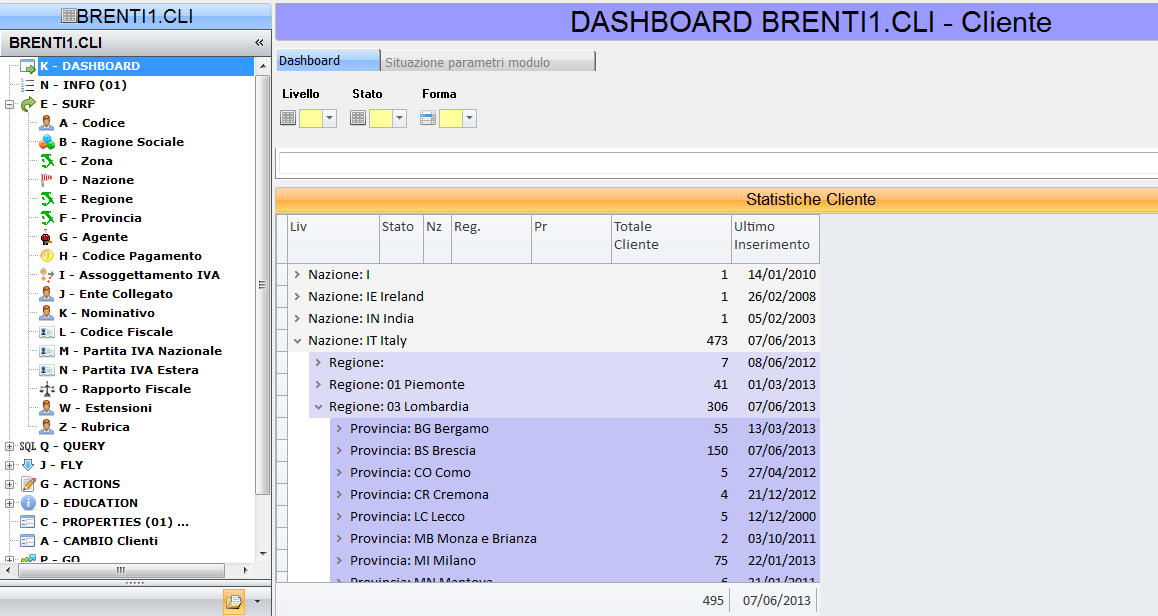 BRENTI1.CLI
BRENTI1.CLI «
K - DASHBOARD
N - INFO (01)
E - SURF
A - Codice
B - Ragione Sociale
C - Zona
D - Nazione
E - Regione
F - Provincia
G - Agente
H - Codice Pagamento
I - Assoggettamento IVA
J - Ente Collegato
K - Nominativo
L - Codice Fiscale
M - Partita IVA Nazionale
N - Partita IVA Estera
O - Rapporto Fiscale
W - Estensioni
Z - Rubrica
SQL Q - QUERY
J - FLY
G - ACTIONS
D - EDUCATION
C - PROPERTIES (01) ...
A - CAMBIO Clienti
P - GO
DASHBOARD BRENTI1.CLI - Cliente
Dashboard Situazione parametri modulo
Livello Stato Forma
Statistiche Cliente
Liv Stato Nz Reg. Pr Totale Cliente Ultimo Inserimento
Nazione: I 1 14/01/2010
Nazione: IE Ireland 1 26/02/2008
Nazione: IN India 1 05/02/2003
Nazione: IT Italy 473 07/06/2013
Regione: 7 08/06/2012
Regione: 01 Piemonte 41 01/03/2013
Regione: 03 Lombardia 306 07/06/2013
Provincia: BG Bergamo 55 13/03/2013
Provincia: BS Brescia 150 07/06/2013
Provincia: CO Como 5 27/04/2012
Provincia: CR Cremona 4 21/12/2012
Provincia: LC Lecco 5 12/12/2000
Provincia: MB Monza e Brianza 2 03/10/2011
Provincia: MI Milano 75 22/01/2013
Provincia: MN Mantova 6 31/01/2011
495 07/06/2013